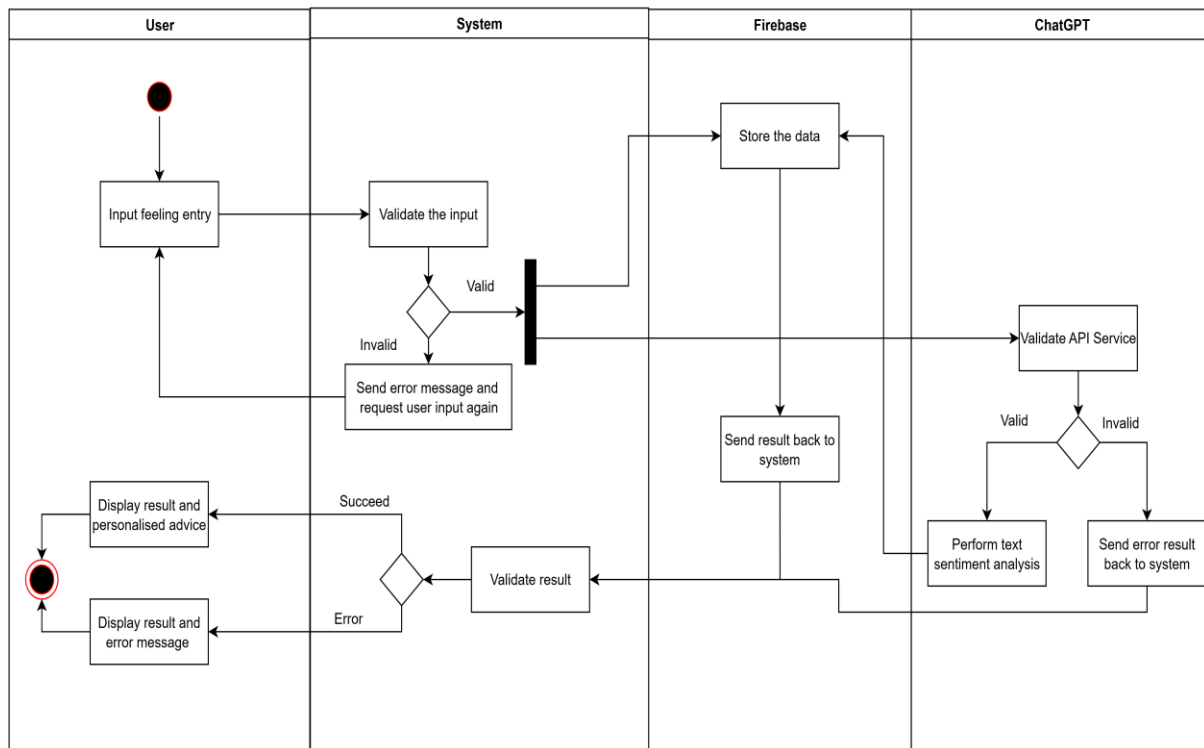 User
System
Firebase
ChatGPT
Store the data
Input feeling entry
Validate the input
Valid
Invalid
Validate API Service
Send error message and
request user input again
Valid
Invalid
Send result back to
system
Display result and
personalised advice
Succeed
Perform text
sentiment analysis
Send error result
back to system
Validate result
Display result and
error message
Error